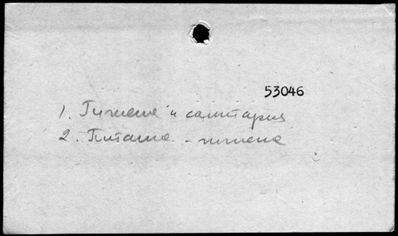 53046
1. Гигиена и санитария
2. Питание - гигиена